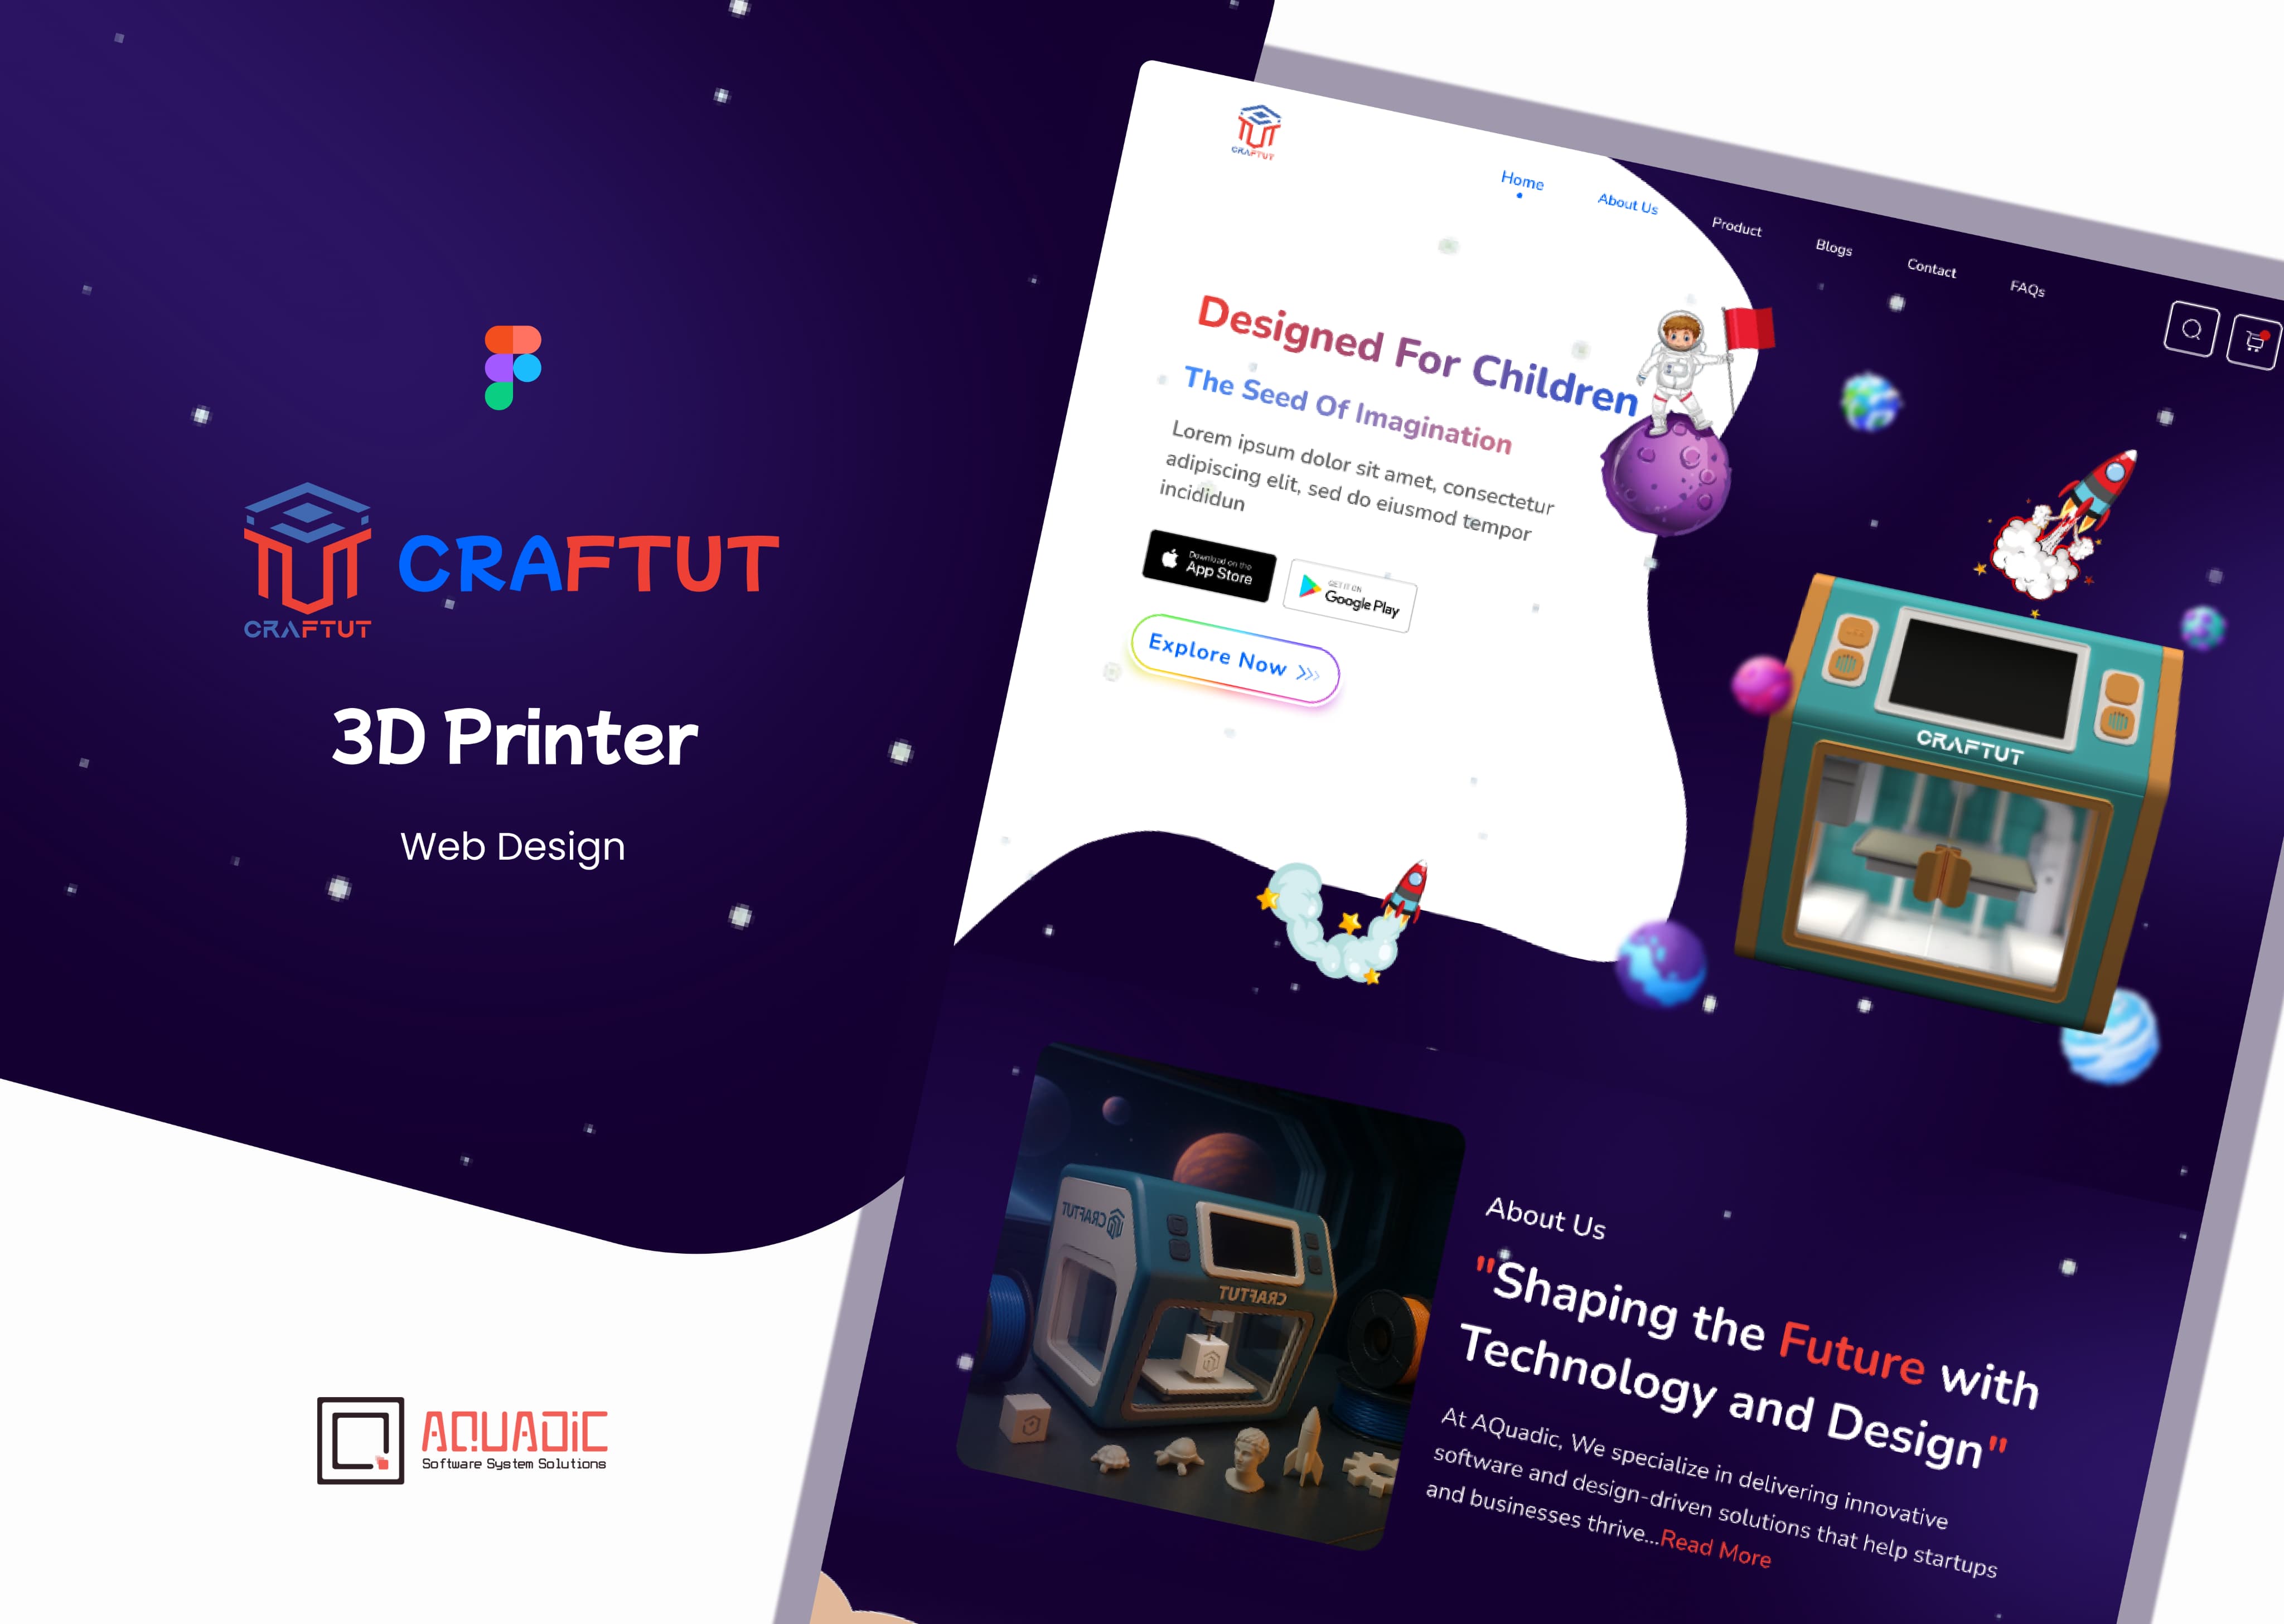 CRAFTUT
CRAFTUT
3D Printer
Web Design
AQUADiC
Software System Solutions
CRAFTUT
Home
About Us
Product
Blogs
Contact
FAQs
Designed For Children
The Seed Of Imagination
Lorem ipsum dolor sit amet, consectetur
adipiscing elit, sed do eiusmod tempor
incididun
Download on the
App Store
GET IT ON
Google Play
Explore Now
CRAFTUT
CRAFTUT
CRAFTUT
About Us
"Shaping the Future with
Technology and Design"
At AQuadic, We specialize in delivering innovative
software and design-driven solutions that help startups
and businesses thrive...Read More